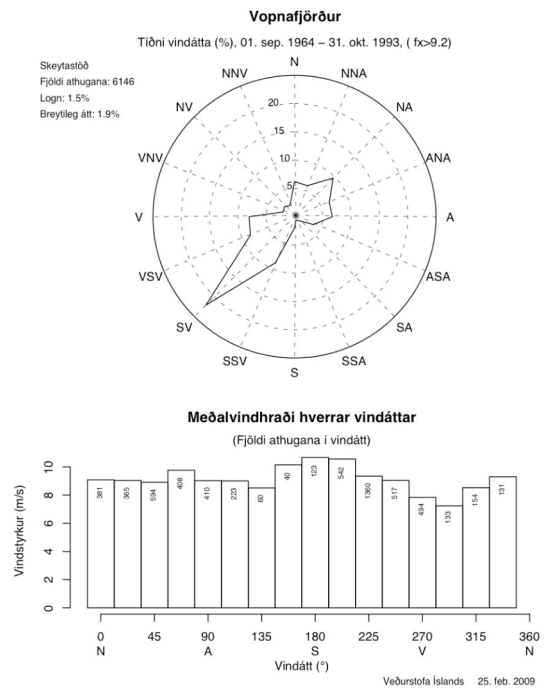 Vopnafjörður
Tíðni vindátta (%), 01. sep. 1964 − 31. okt. 1993, ( fx>9.2)
Skeytastöð
Fjöldi athugana: 6146
Logn: 1.5%
Breytileg átt: 1.9%
N
NNV
NNA
NV
NA
VNV
ANA
V
A
VSV
ASA
SV
SA
SSV
SSA
S
20
15
10
5
Meðalvindhraði hverrar vindáttar
(Fjöldi athugana í vindátt)
Vindstyrkur (m/s)
10
8
6
4
2
0
381 365 594 408 410 223 60 40 123 542 1360 517 494 133 154 131
0 45 90 135 180 225 270 315 360
N A S V N
Vindátt (°)
Veðurstofa Íslands 25. feb. 2009